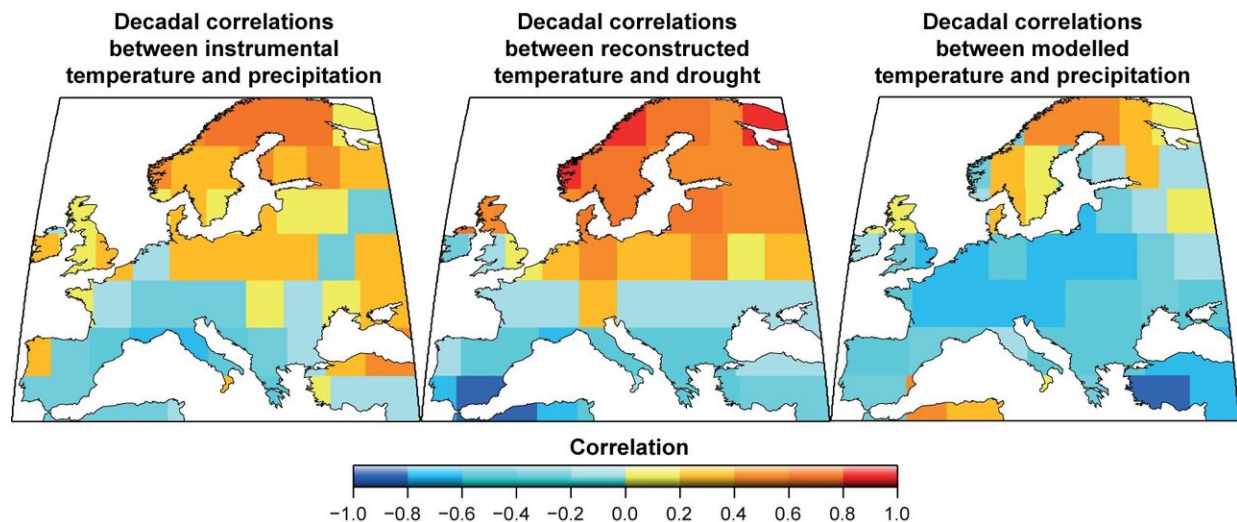 Decadal correlations
between instrumental
temperature and precipitation
Decadal correlations
between reconstructed
temperature and drought
Decadal correlations
between modelled
temperature and precipitation
Correlation
-1.0 -0.8 -0.6 -0.4 -0.2 0.0 0.2 0.4 0.6 0.8 1.0